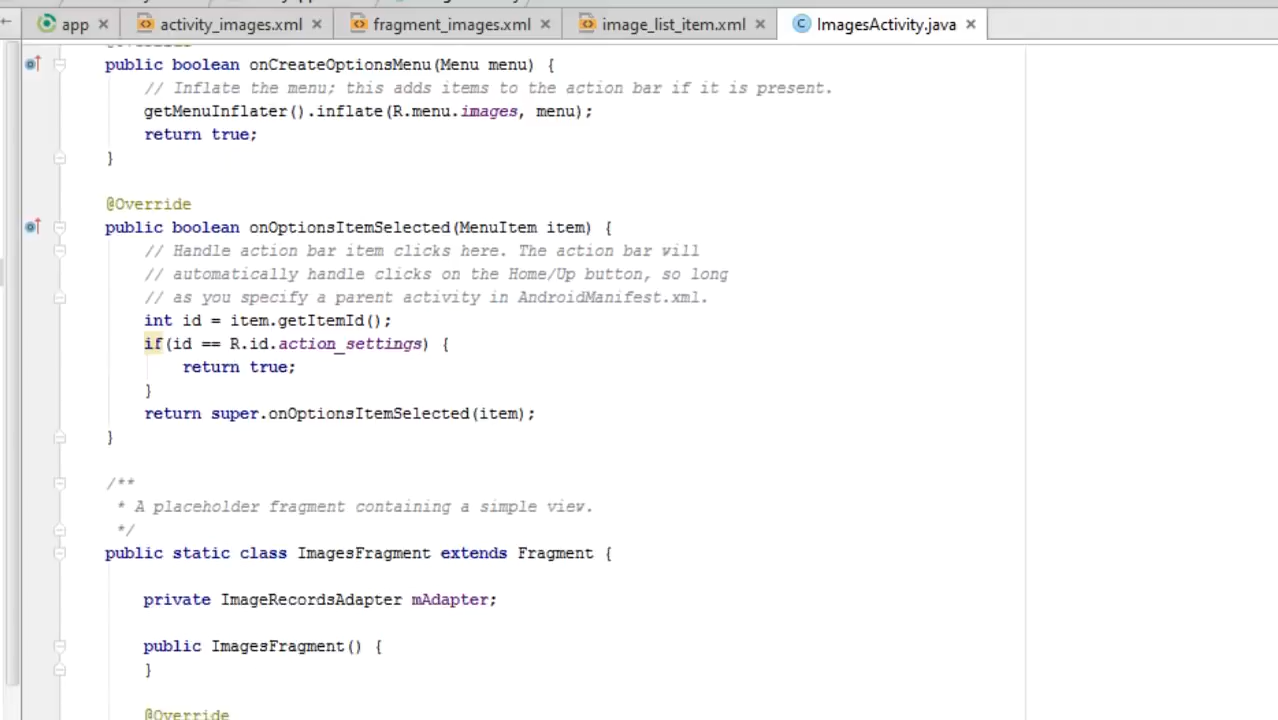 app
activity_images.xml
fragment_images.xml
image_list_item.xml
ImagesActivity.java
@Override
public boolean onCreateOptionsMenu(Menu menu) {
// Inflate the menu; this adds items to the action bar if it is present.
getMenuInflater().inflate(R.menu.images, menu);
return true;
}
@Override
public boolean onOptionsItemSelected(MenuItem item) {
// Handle action bar item clicks here. The action bar will
// automatically handle clicks on the Home/Up button, so long
// as you specify a parent activity in AndroidManifest.xml.
int id = item.getItemId();
if(id == R.id.action_settings) {
return true;
}
return super.onOptionsItemSelected(item);
}
/**
* A placeholder fragment containing a simple view.
*/
public static class ImagesFragment extends Fragment {
private ImageRecordsAdapter mAdapter;
public ImagesFragment() {
}
@Override